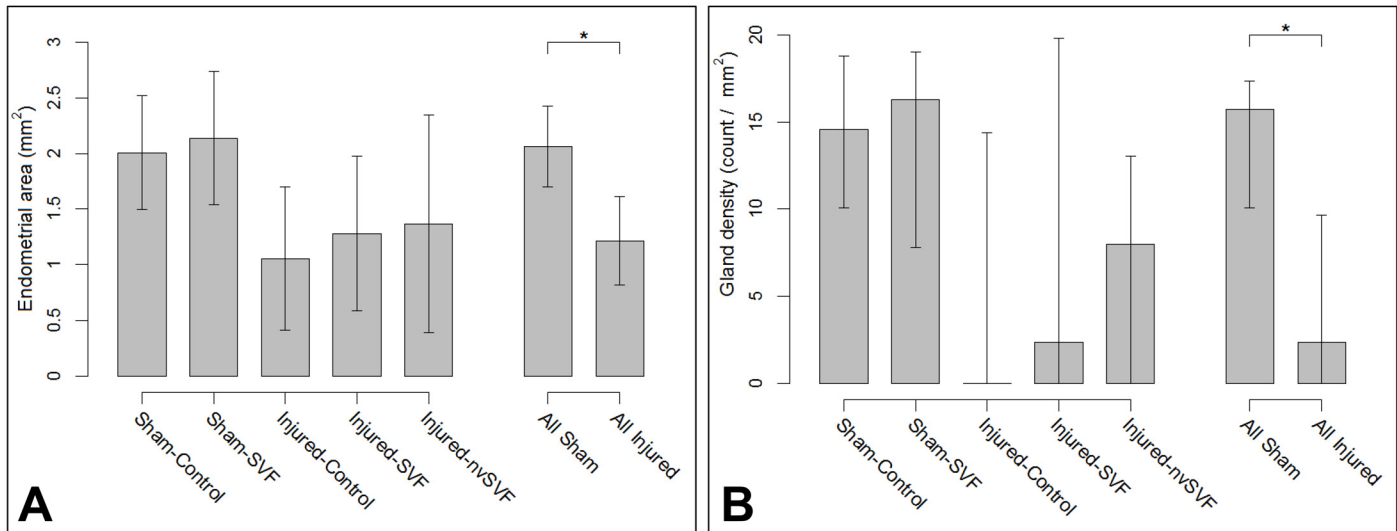 Endometrial area (mm²)
3
2.5
2
1.5
1
0.5
0
*
Sham-Control
Sham-SVF
Injured-Control
Injured-SVF
Injured-nvSVF
All Sham
All Injured
A
Gland density (count / mm²)
20
15
10
5
0
*
Sham-Control
Sham-SVF
Injured-Control
Injured-SVF
Injured-nvSVF
All Sham
All Injured
B